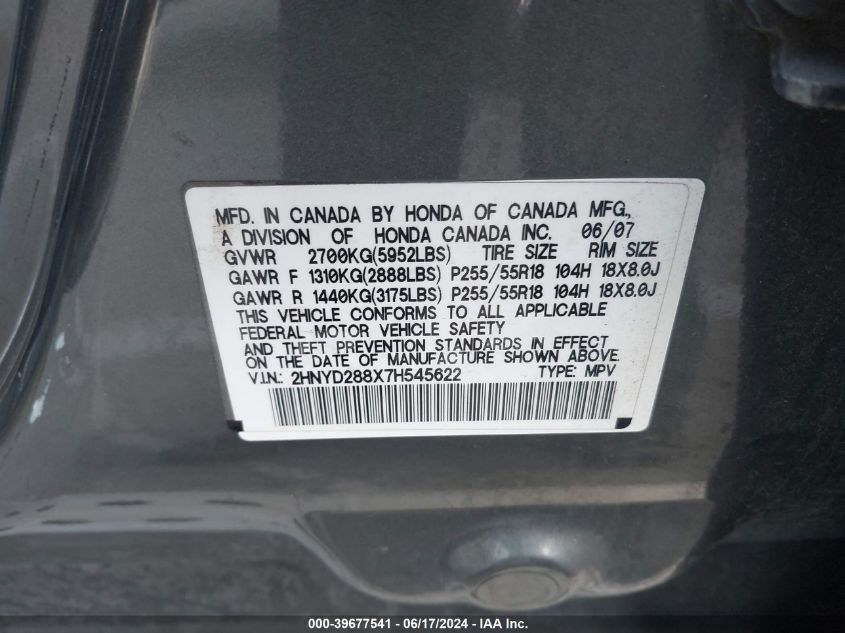 MFD. IN CANADA BY HONDA OF CANADA MFG.,
A DIVISION OF HONDA CANADA INC. 06/07
GVWR 2700KG(5952LBS) TIRE SIZE RIM SIZE
GAWR F 1310KG(2888LBS) P255/55R18 104H 18X8.0J
GAWR R 1440KG(3175LBS) P255/55R18 104H 18X8.0J
THIS VEHICLE CONFORMS TO ALL APPLICABLE
FEDERAL MOTOR VEHICLE SAFETY
AND THEFT PREVENTION STANDARDS IN EFFECT
ON THE DATE OF MANUFACTURE SHOWN ABOVE.
V.I.N.: 2HNYD288X7H545622 TYPE: MPV
000-39677541 - 06/17/2024 - IAA Inc.